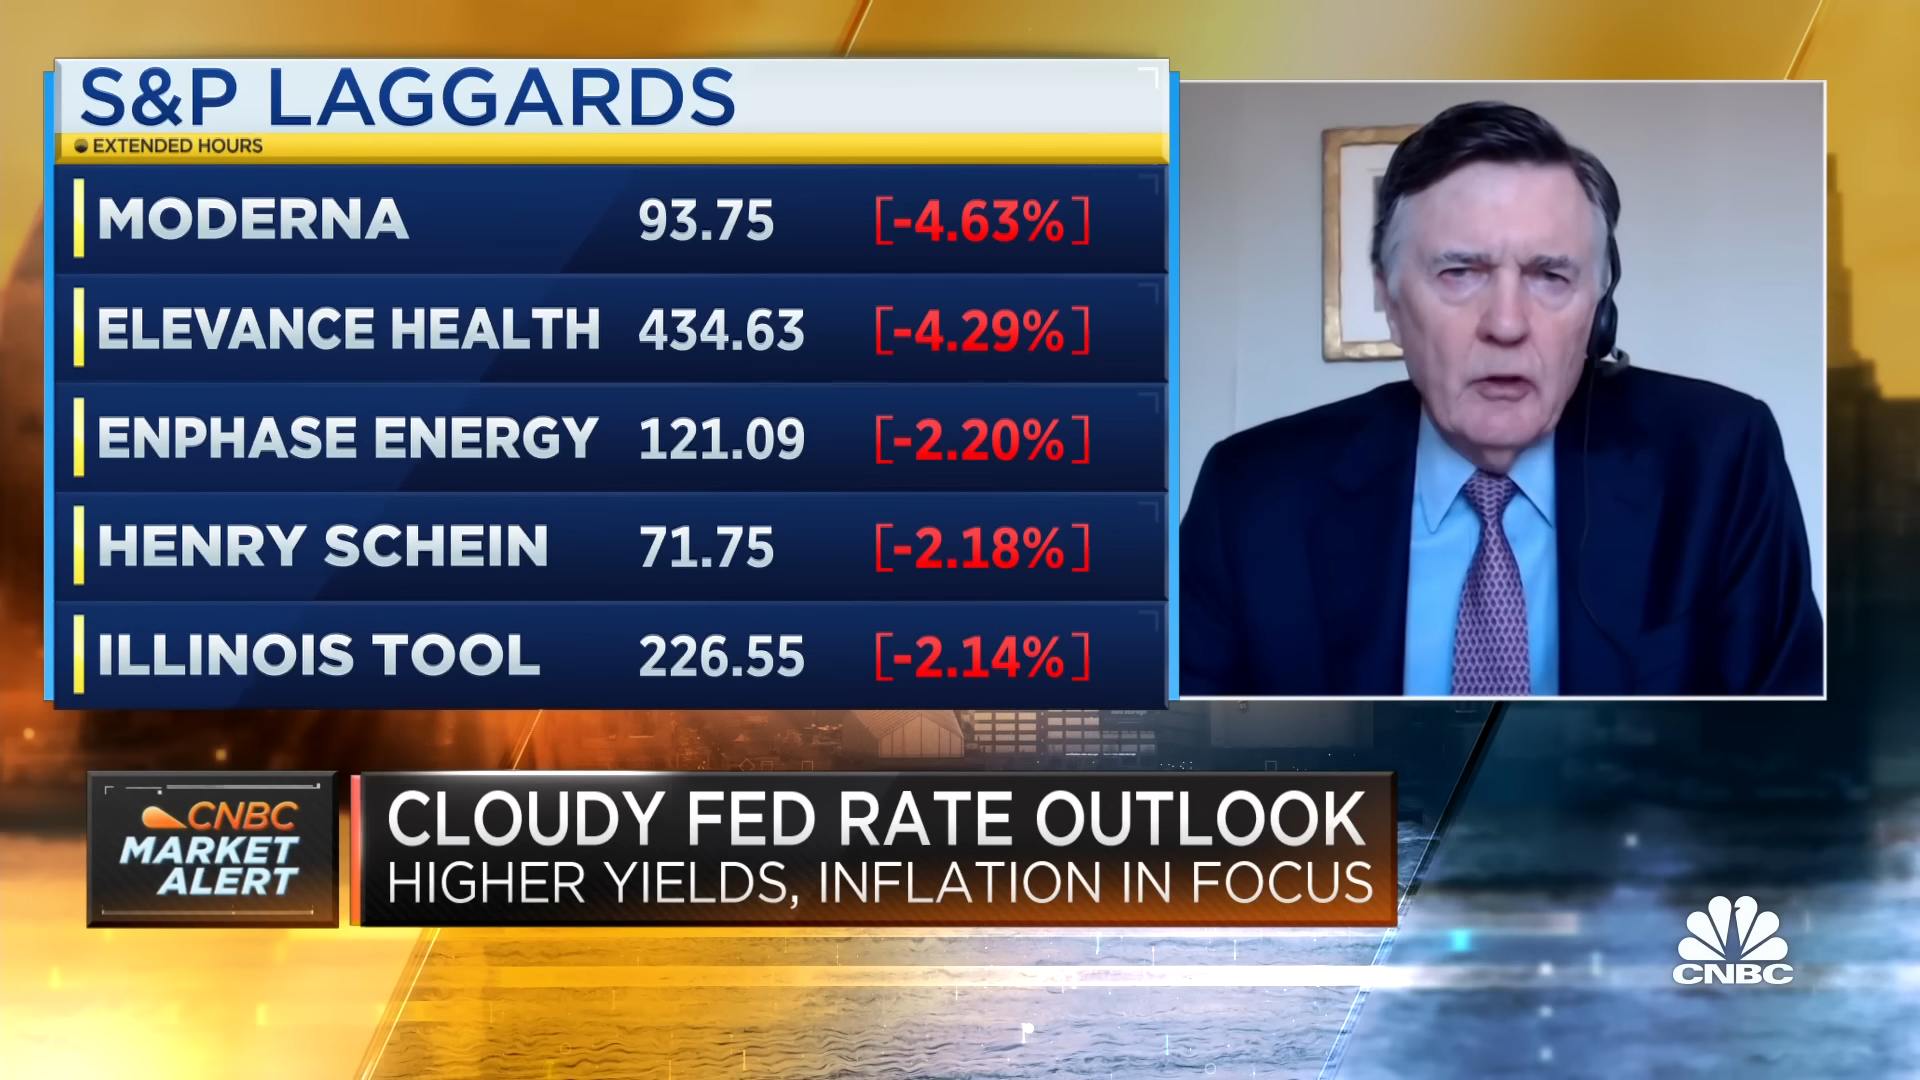 S&P LAGGARDS
EXTENDED HOURS
MODERNA 93.75 [-4.63%]
ELEVANCE HEALTH 434.63 [-4.29%]
ENPHASE ENERGY 121.09 [-2.20%]
HENRY SCHEIN 71.75 [-2.18%]
ILLINOIS TOOL 226.55 [-2.14%]
CNBC
MARKET
ALERT
CLOUDY FED RATE OUTLOOK
HIGHER YIELDS, INFLATION IN FOCUS
CNBC